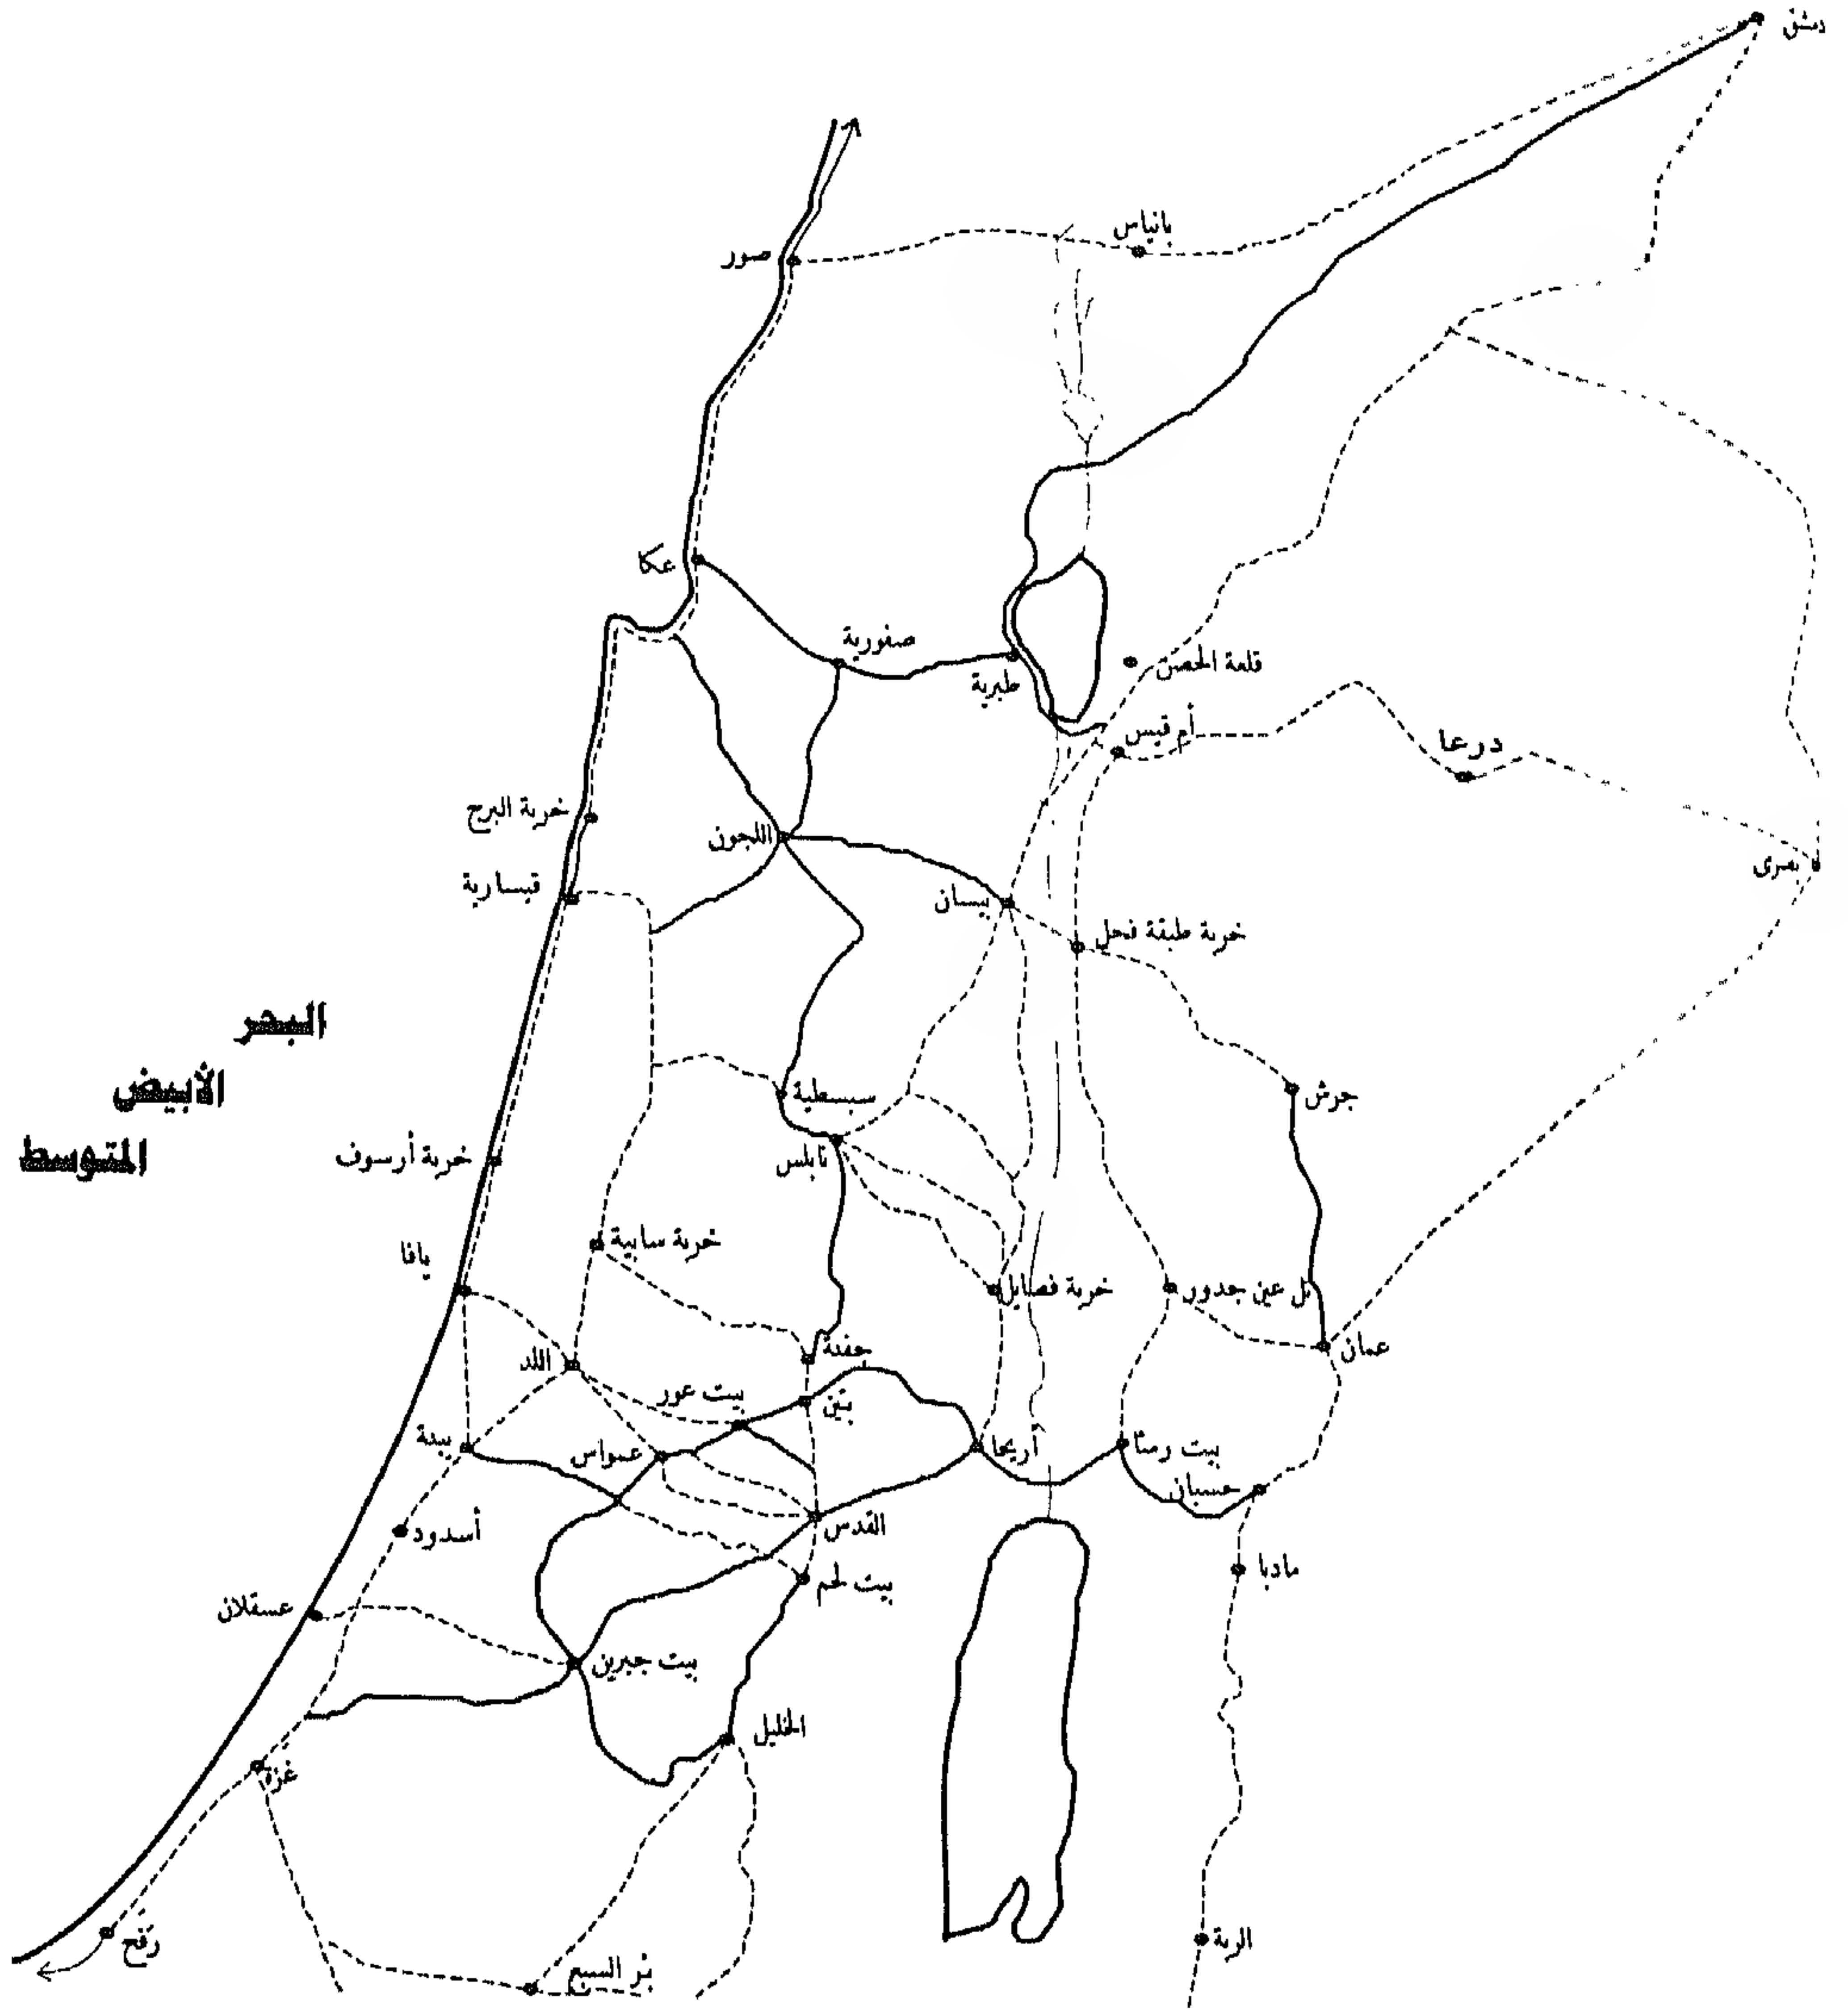 دمشق
بانياس
صور
عكا
صفورية
قلعة الحصن
طبرية
أم قيس
درعا
خربة البرج
اللجون
بصرى
قيسارية
بيسان
خربة طبقة فحل
البحر
الأبيض
المتوسط
سبسطية
جرش
خربة أرسوف
نابلس
خربة سابية
يافا
خربة فصايل
تل عين جدور
جفنة
عمان
اللد
بيت عور
بتين
يبنة
عمواس
أريحا
بيت رمثا
حسبان
القدس
أسدود
مادبا
بيت لحم
عسقلان
بيت جبرين
الخليل
غزة
رفح
الربة
بئر السبع